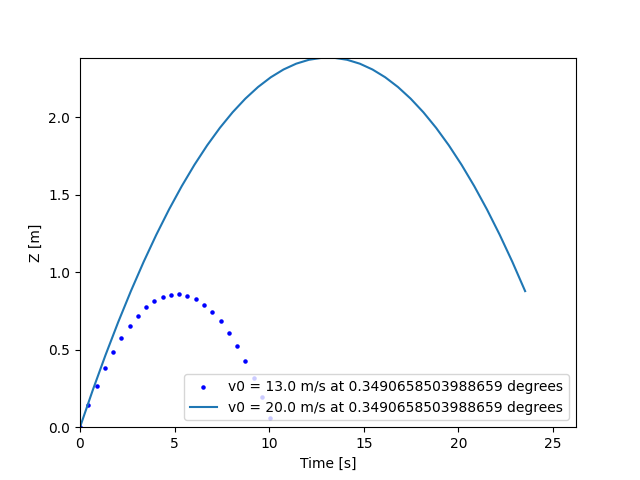 2.0
1.5
1.0
0.5
0.0
Z [m]
v0 = 13.0 m/s at 0.3490658503988659 degrees
v0 = 20.0 m/s at 0.3490658503988659 degrees
0 5 10 15 20 25
Time [s]